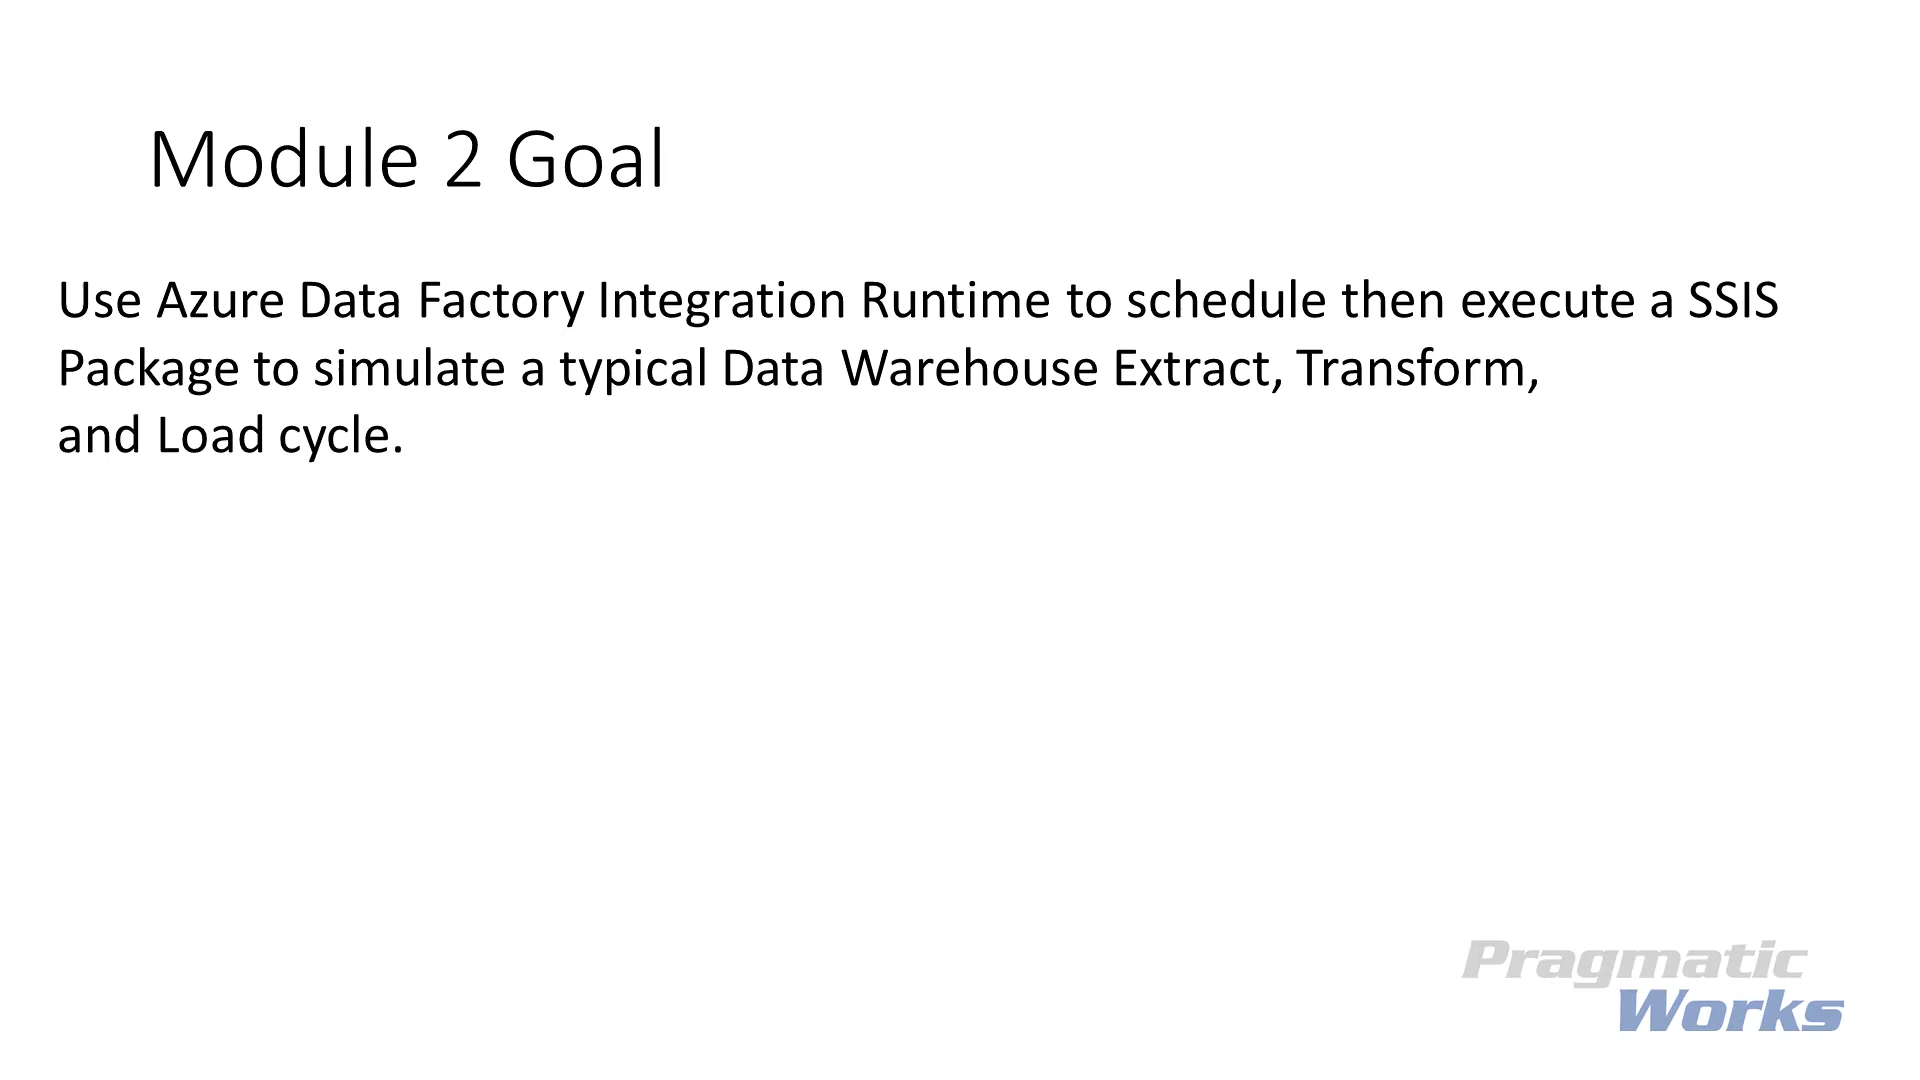 Module 2 Goal
Use Azure Data Factory Integration Runtime to schedule then execute a SSIS
Package to simulate a typical Data Warehouse Extract, Transform,
and Load cycle.
Pragmatic
Works